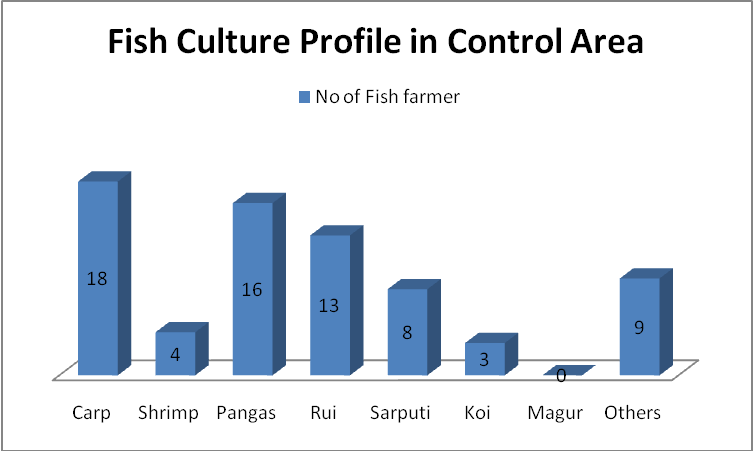 Fish Culture Profile in Control Area
No of Fish farmer
18
4
16
13
8
3
0
9
Carp Shrimp Pangas Rui Sarputi Koi Magur Others